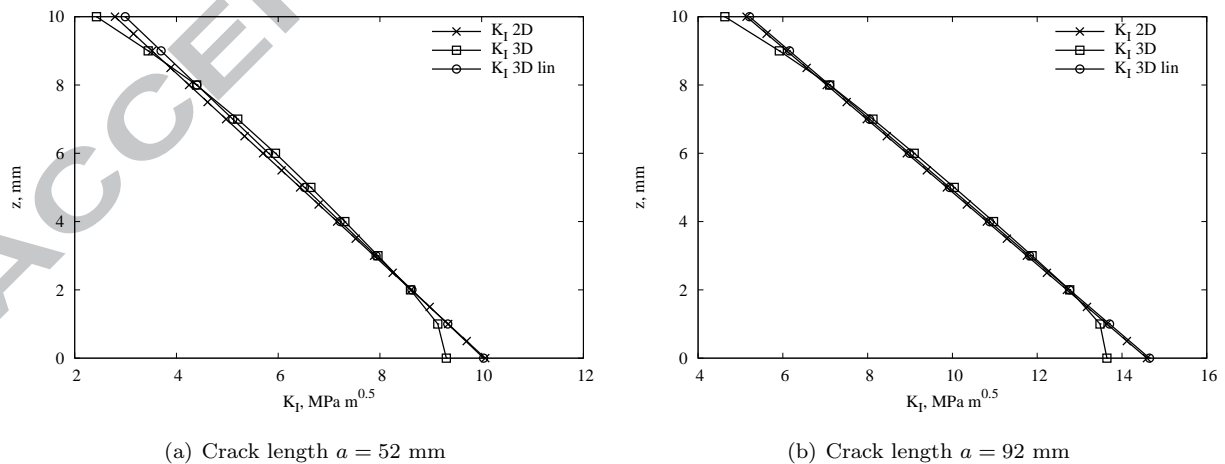 ACCE
10
8
6
4
2
0
z, mm
2 4 6 8 10 12
K_I, MPa m^0.5
K_I 2D
K_I 3D
K_I 3D lin
(a) Crack length a = 52 mm
10
8
6
4
2
0
z, mm
4 6 8 10 12 14 16
K_I, MPa m^0.5
K_I 2D
K_I 3D
K_I 3D lin
(b) Crack length a = 92 mm